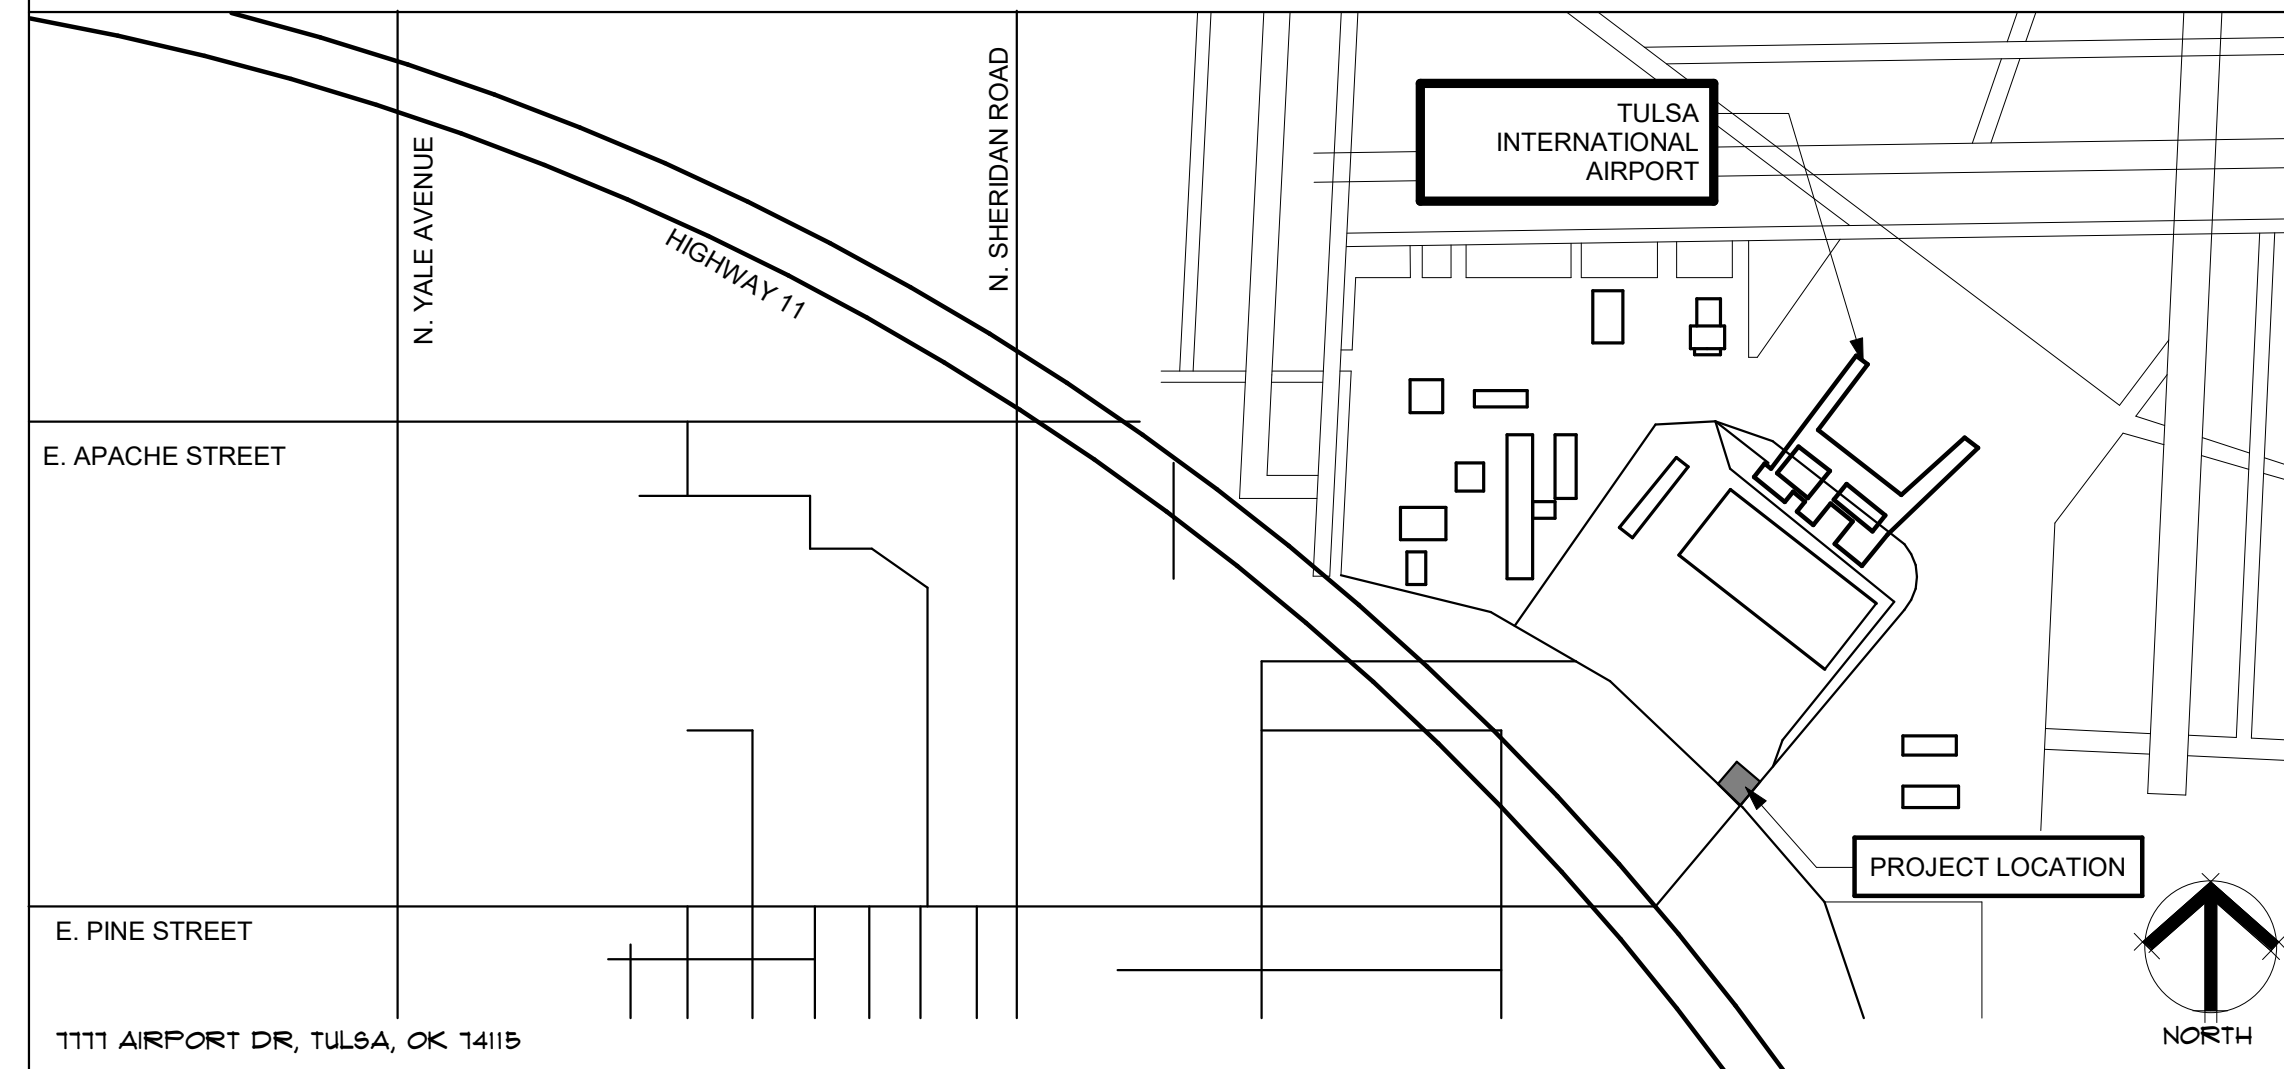 TULSA
INTERNATIONAL
AIRPORT
N. YALE AVENUE
HIGHWAY 11
N. SHERIDAN ROAD
E. APACHE STREET
PROJECT LOCATION
E. PINE STREET
7777 AIRPORT DR, TULSA, OK 74115
NORTH